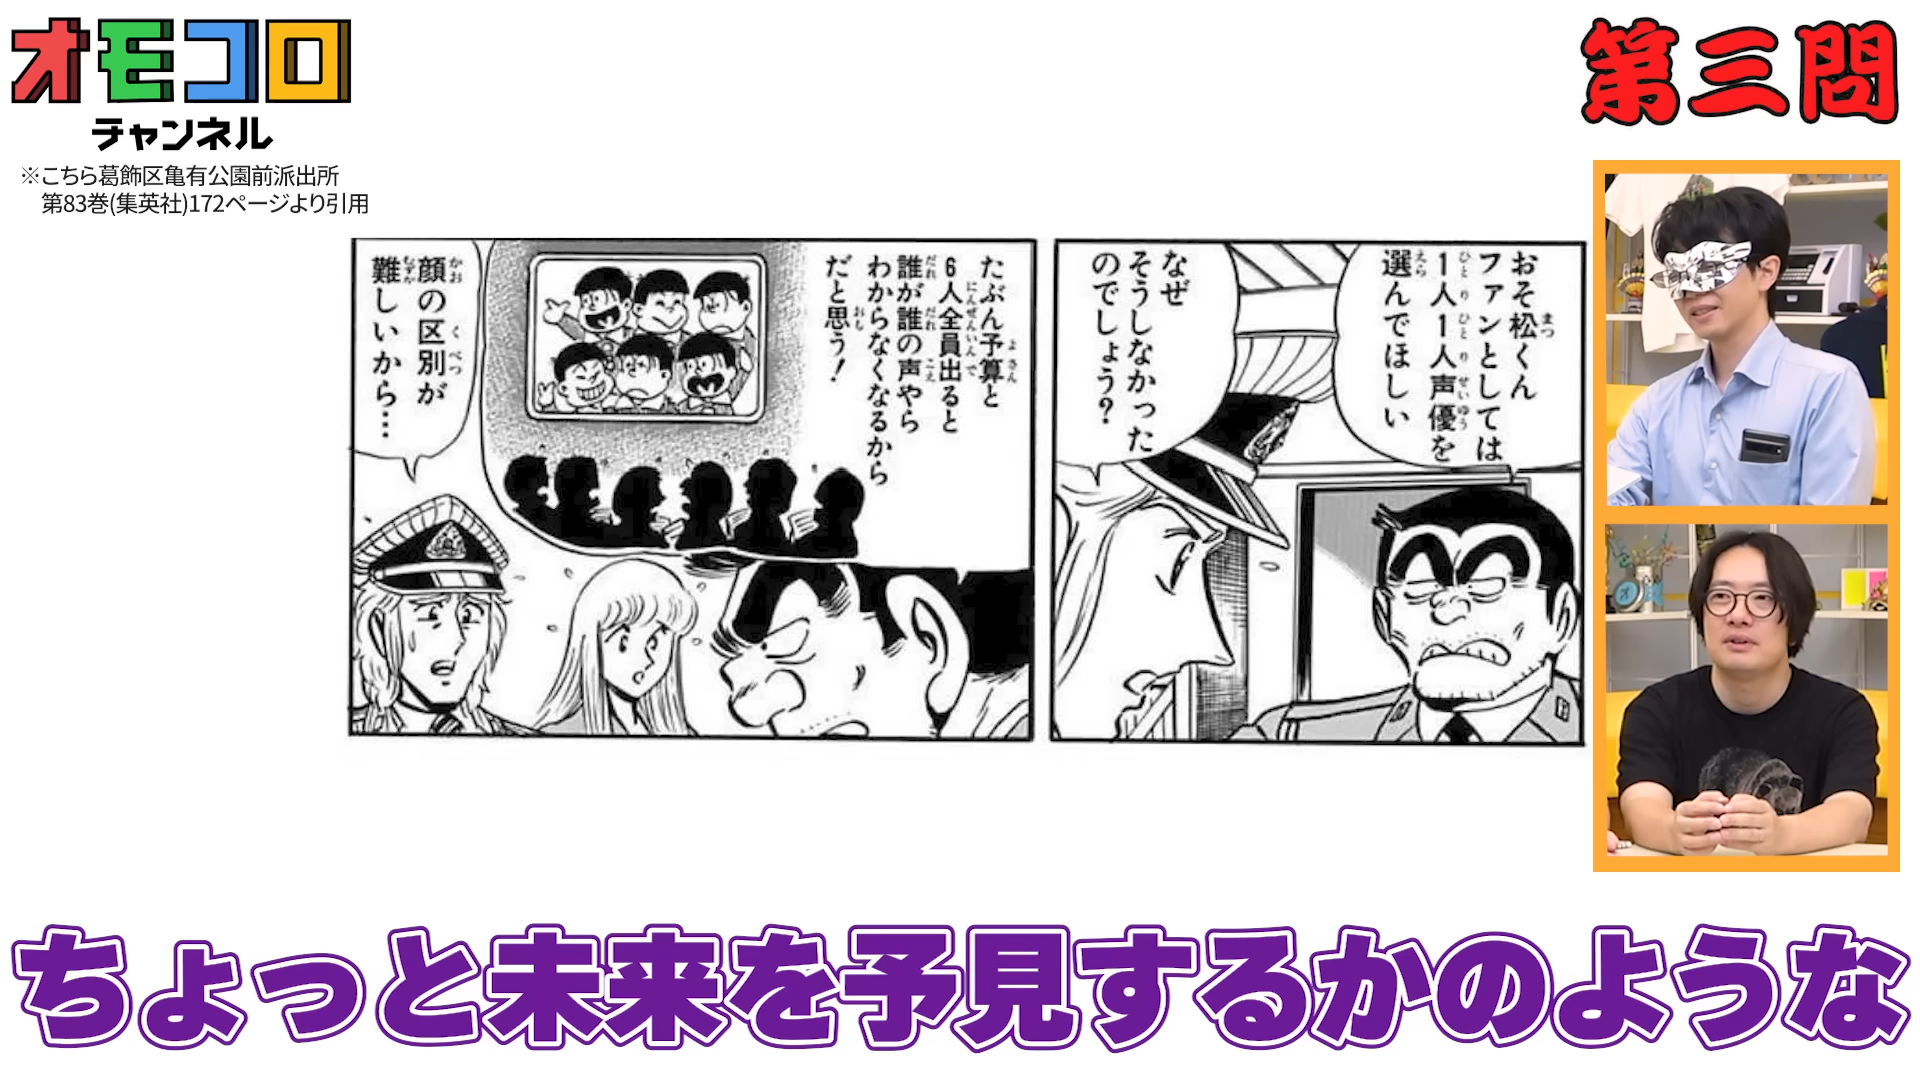 オモコロ
チャンネル
※こちら葛飾区亀有公園前派出所
第83巻(集英社)172ページより引用
第三問
おそ松くん
ファンとしては
1人1人声優を
選んでほしい
なぜ
そうしなかった
のでしょう?
たぶん予算と
6人全員出ると
誰が誰の声やら
わからなくなるから
だと思う!
顔の区別が
難しいから…
ちょっと未来を予見するかのような